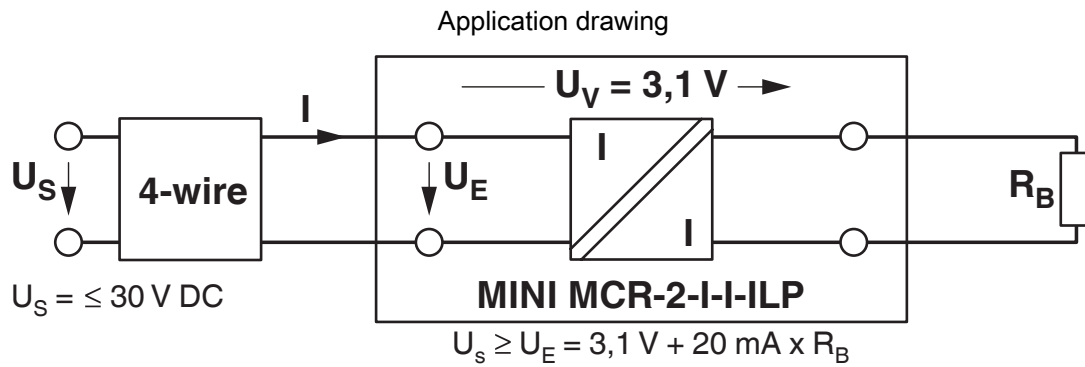 Application drawing
U_V = 3,1 V
I
U_S
4-wire
U_E
I
I
R_B
U_S = ≤ 30 V DC
MINI MCR-2-I-I-ILP
U_s ≥ U_E = 3,1 V + 20 mA x R_B